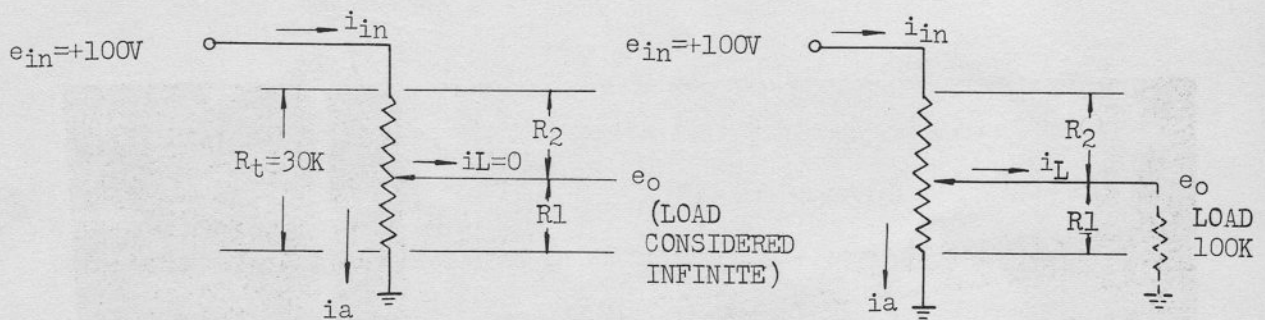 i_in
e_in=+100V
R_t=30K
R_2
iL=0
e_o
R1
(LOAD
CONSIDERED
INFINITE)
ia
i_in
e_in=+100V
R_2
i_L
e_o
R1
LOAD
100K
ia